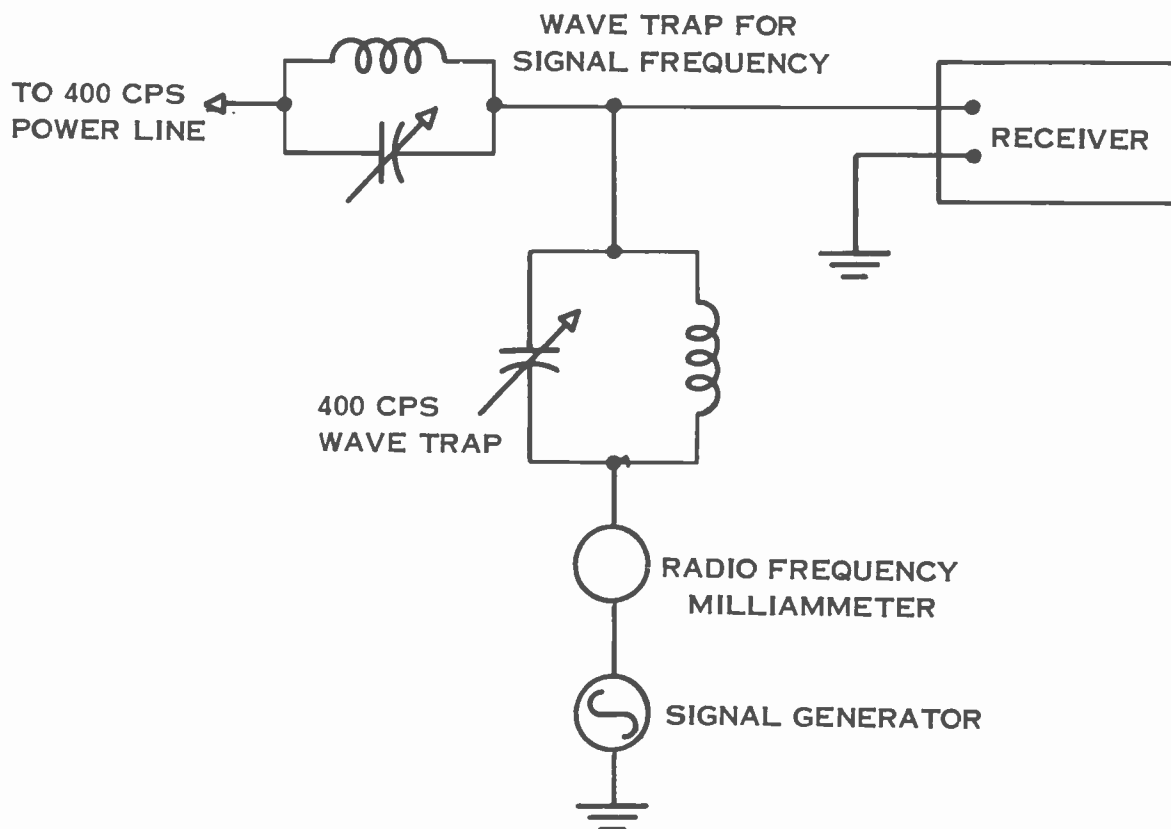 WAVE TRAP FOR
SIGNAL FREQUENCY
TO 400 CPS
POWER LINE
RECEIVER
400 CPS
WAVE TRAP
RADIO FREQUENCY
MILLIAMMETER
SIGNAL GENERATOR